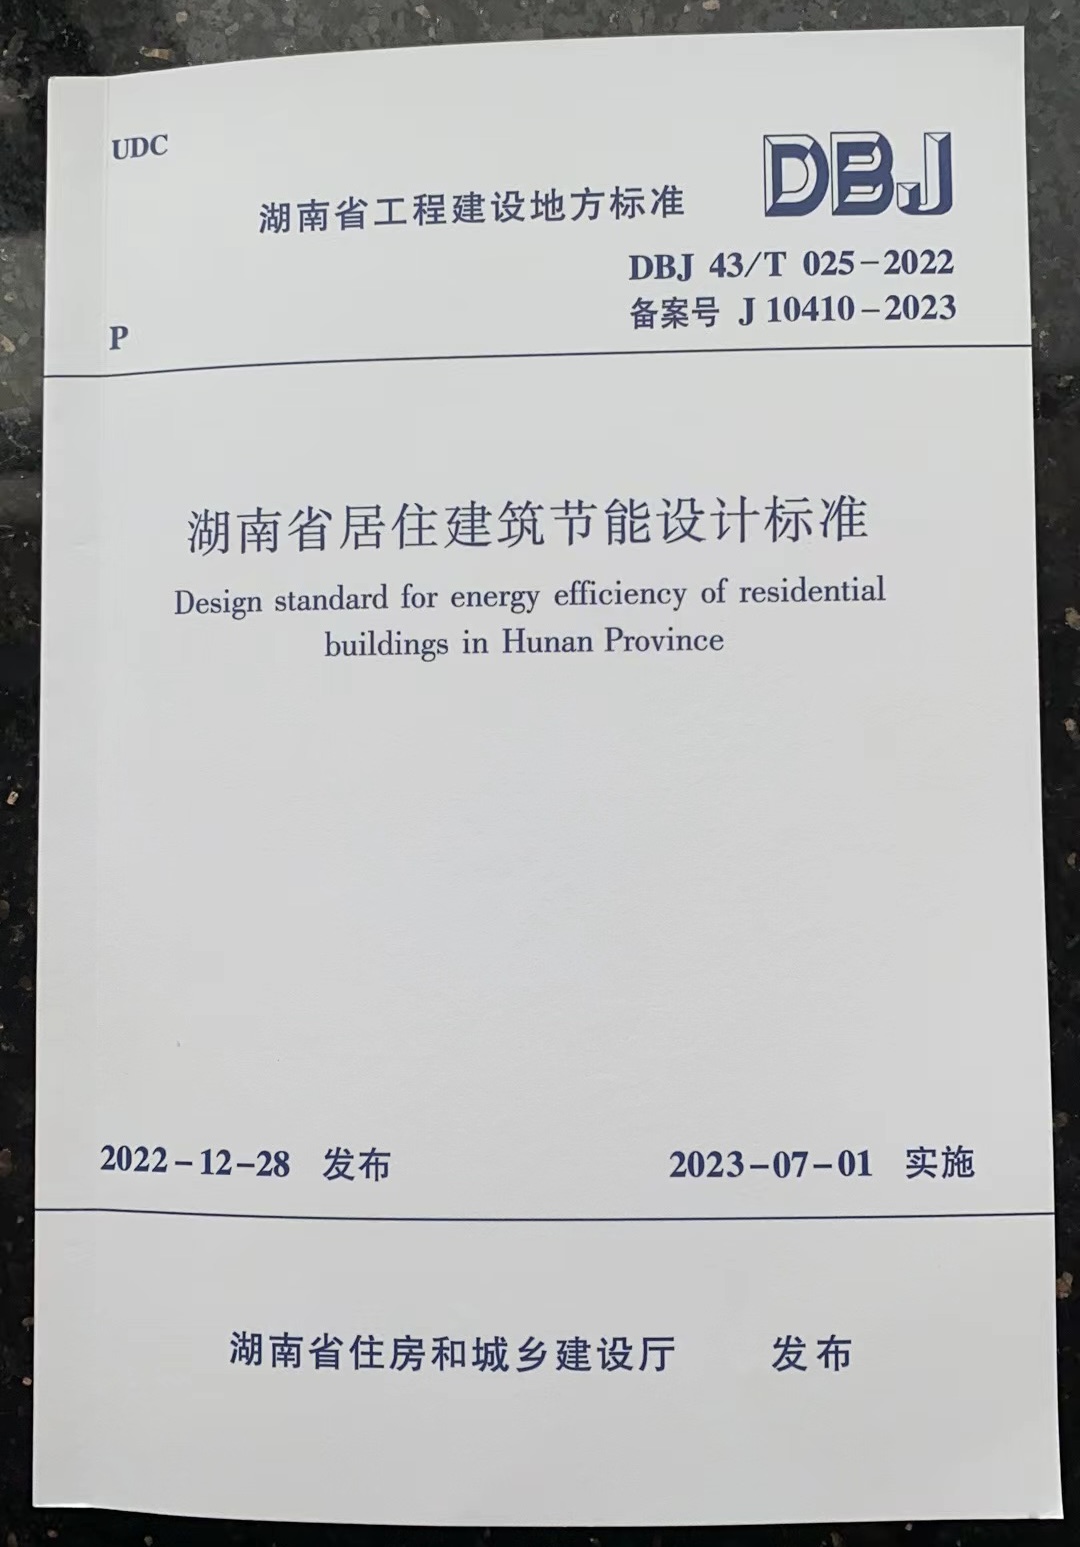 UDC
DBJ
湖南省工程建设地方标准
DBJ 43/T 025-2022
备案号 J 10410-2023
P
湖南省居住建筑节能设计标准
Design standard for energy efficiency of residential
buildings in Hunan Province
2022-12-28 发布 2023-07-01 实施
湖南省住房和城乡建设厅 发布